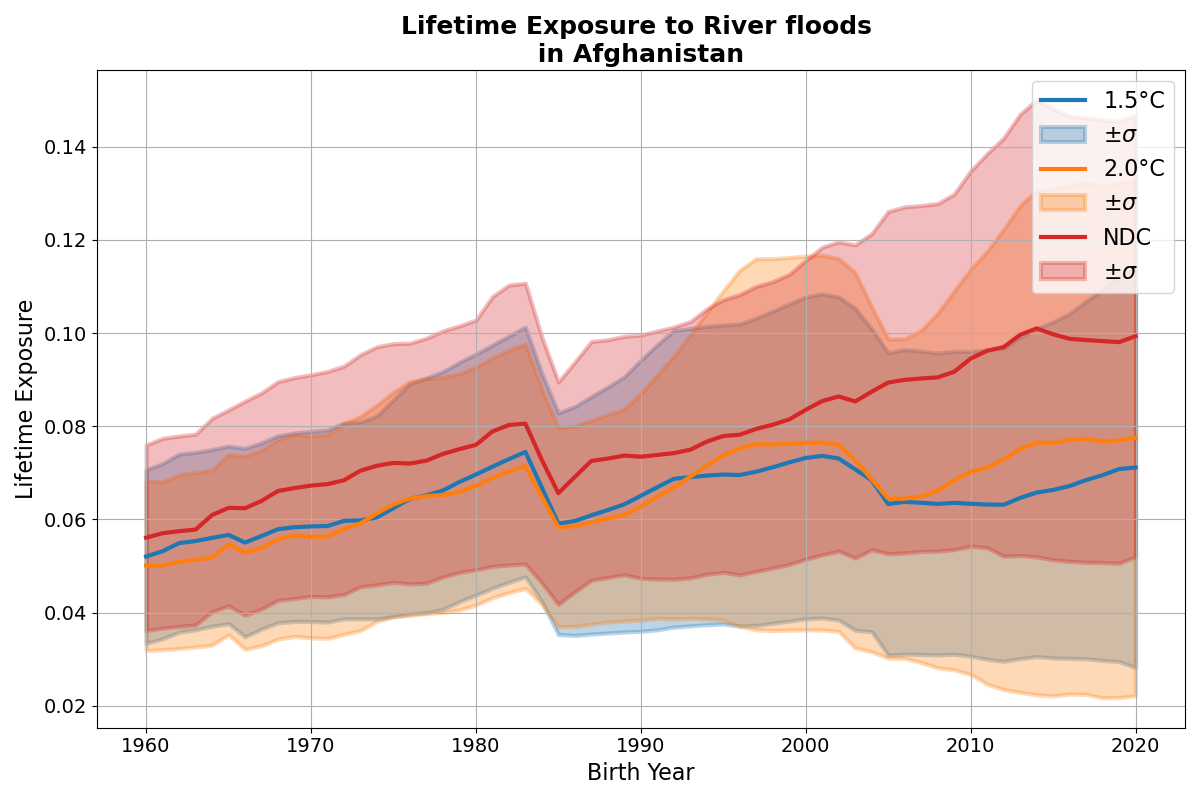 Lifetime Exposure to River floods
in Afghanistan
1.5°C
±σ
2.0°C
±σ
NDC
±σ
Lifetime Exposure
0.14
0.12
0.10
0.08
0.06
0.04
0.02
1960
1970
1980
1990
2000
2010
2020
Birth Year